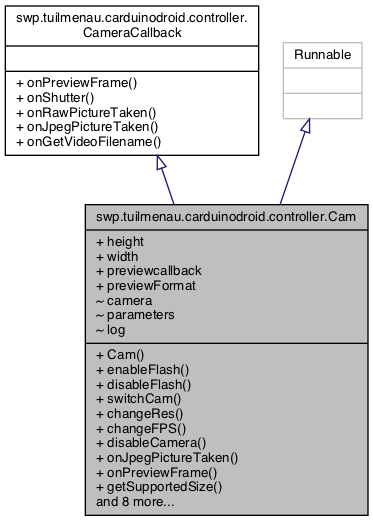 swp.tuilmenau.carduinodroid.controller.
CameraCallback
+ onPreviewFrame()
+ onShutter()
+ onRawPictureTaken()
+ onJpegPictureTaken()
+ onGetVideoFilename()
Runnable
swp.tuilmenau.carduinodroid.controller.Cam
+ height
+ width
+ previewcallback
+ previewFormat
~ camera
~ parameters
~ log
+ Cam()
+ enableFlash()
+ disableFlash()
+ switchCam()
+ changeRes()
+ changeFPS()
+ disableCamera()
+ onJpegPictureTaken()
+ onPreviewFrame()
+ getSupportedSize()
and 8 more...